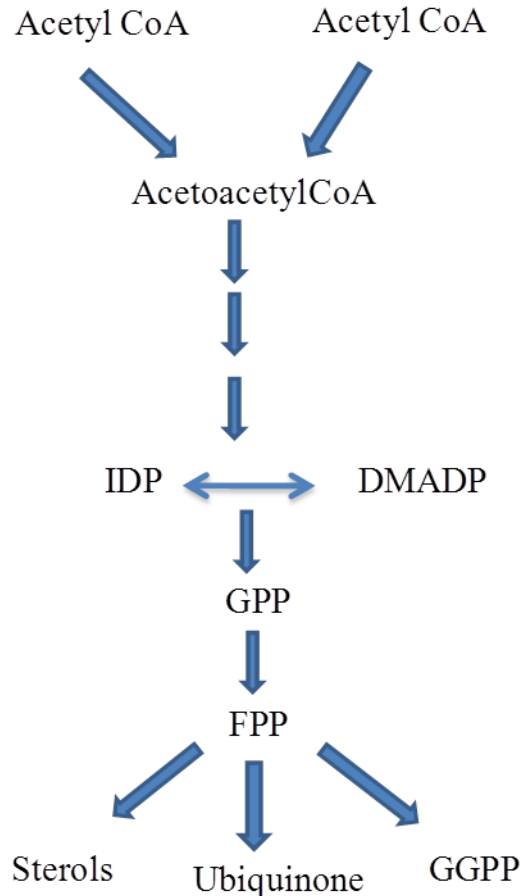 Acetyl CoA
Acetyl CoA
AcetoacetylCoA
IDP
DMADP
GPP
FPP
Sterols
Ubiquinone
GGPP